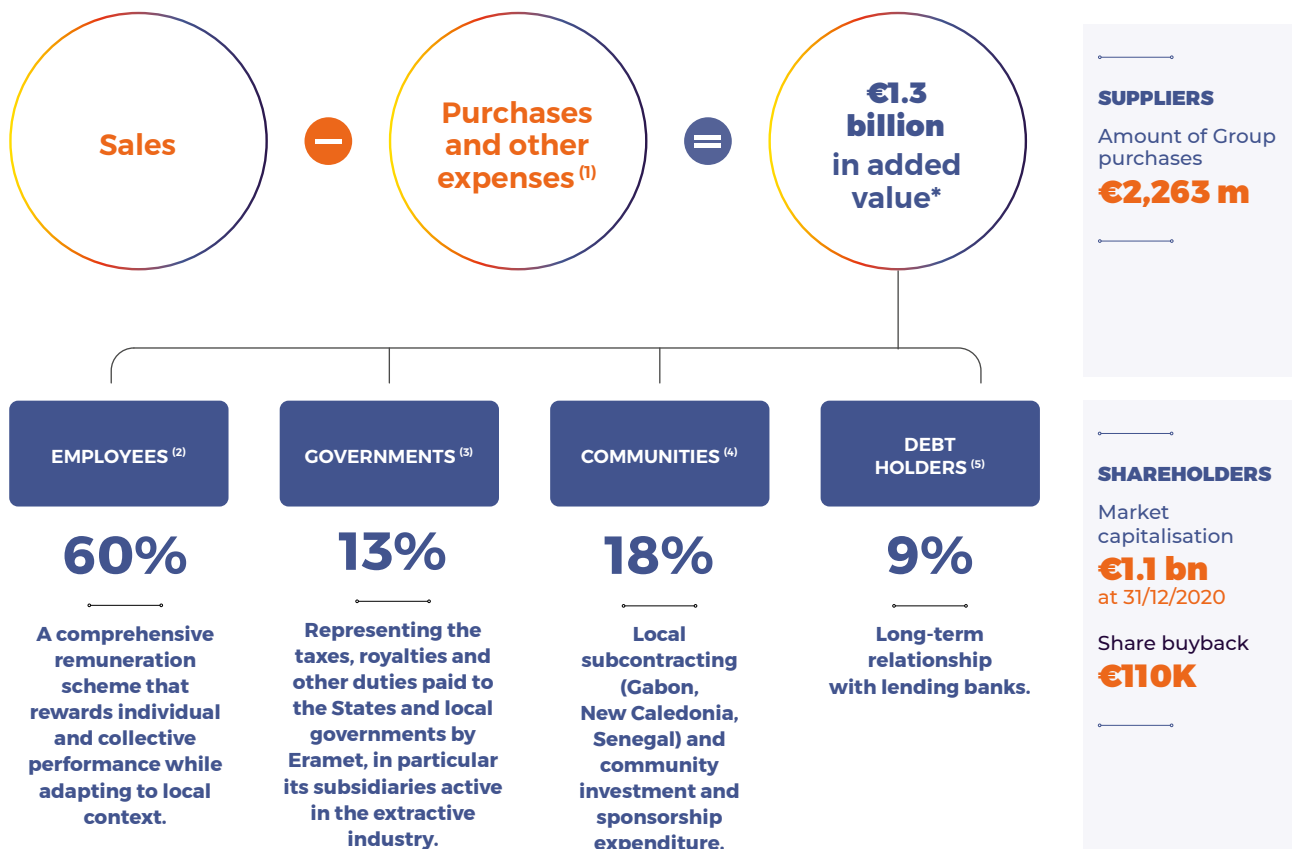 Sales
Purchases
and other
expenses (1)
€1.3
billion
in added
value*
SUPPLIERS
Amount of Group
purchases
€2,263 m
EMPLOYEES (2)
60%
A comprehensive
remuneration
scheme that
rewards individual
and collective
performance while
adapting to local
context.
GOVERNMENTS (3)
13%
Representing the
taxes, royalties and
other duties paid to
the States and local
governments by
Eramet, in particular
its subsidiaries active
in the extractive
industry.
COMMUNITIES (4)
18%
Local
subcontracting
(Gabon,
New Caledonia,
Senegal) and
community
investment and
sponsorship
expenditure.
DEBT
HOLDERS (5)
9%
Long-term
relationship
with lending banks.
SHAREHOLDERS
Market
capitalisation
€1.1 bn
at 31/12/2020
Share buyback
€110K